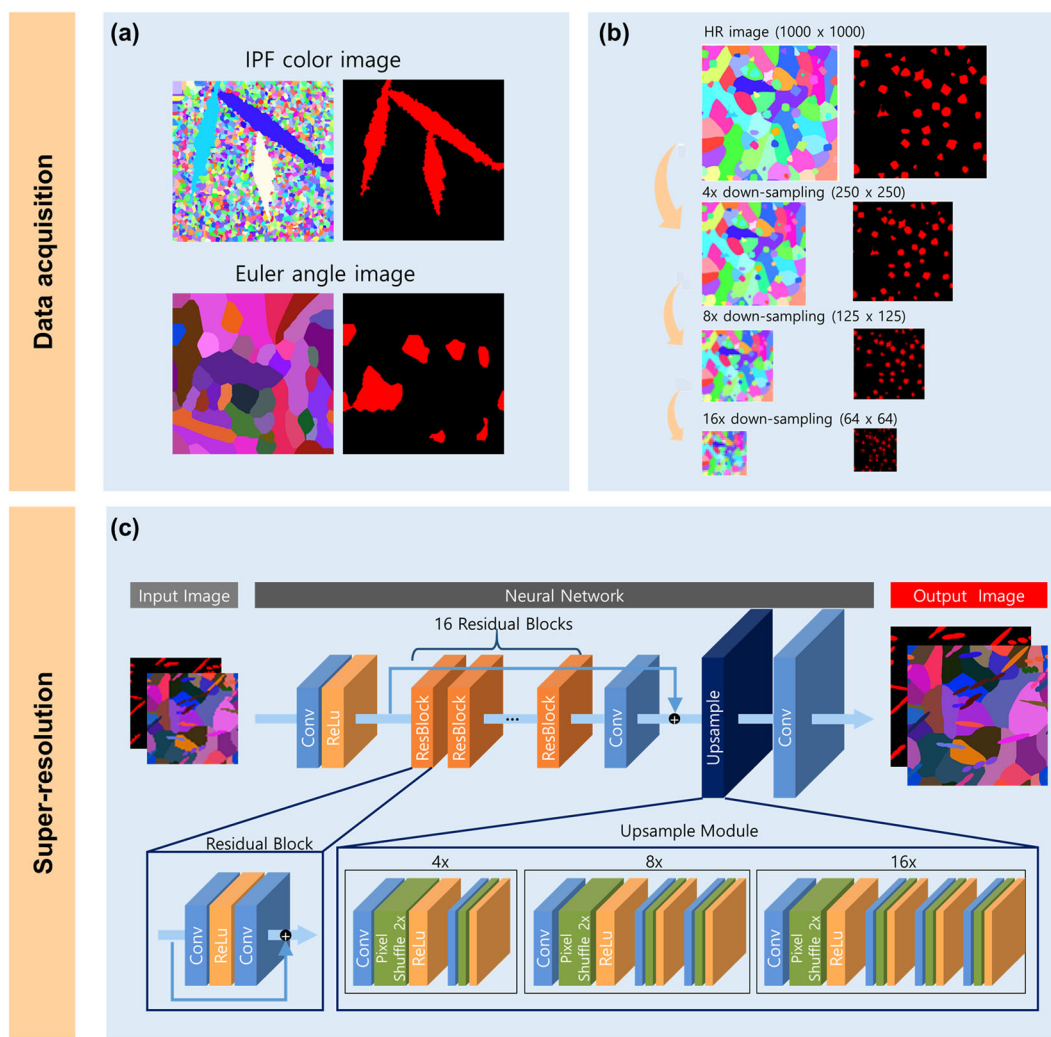 Data acquisition
(a)
IPF color image
Euler angle image
(b)
HR image (1000 x 1000)
4x down-sampling (250 x 250)
8x down-sampling (125 x 125)
16x down-sampling (64 x 64)
Super-resolution
(c)
Input Image
Neural Network
Output Image
16 Residual Blocks
Conv
ReLu
ResBlock
ResBlock
...
ResBlock
Conv
+
Upsample
Conv
Residual Block
Conv
ReLu
Conv
+
Upsample Module
4x
8x
16x
Conv
Pixel
Shuffle 2x
ReLu
Conv
Pixel
Shuffle 2x
ReLu
Conv
Pixel
Shuffle 2x
ReLu